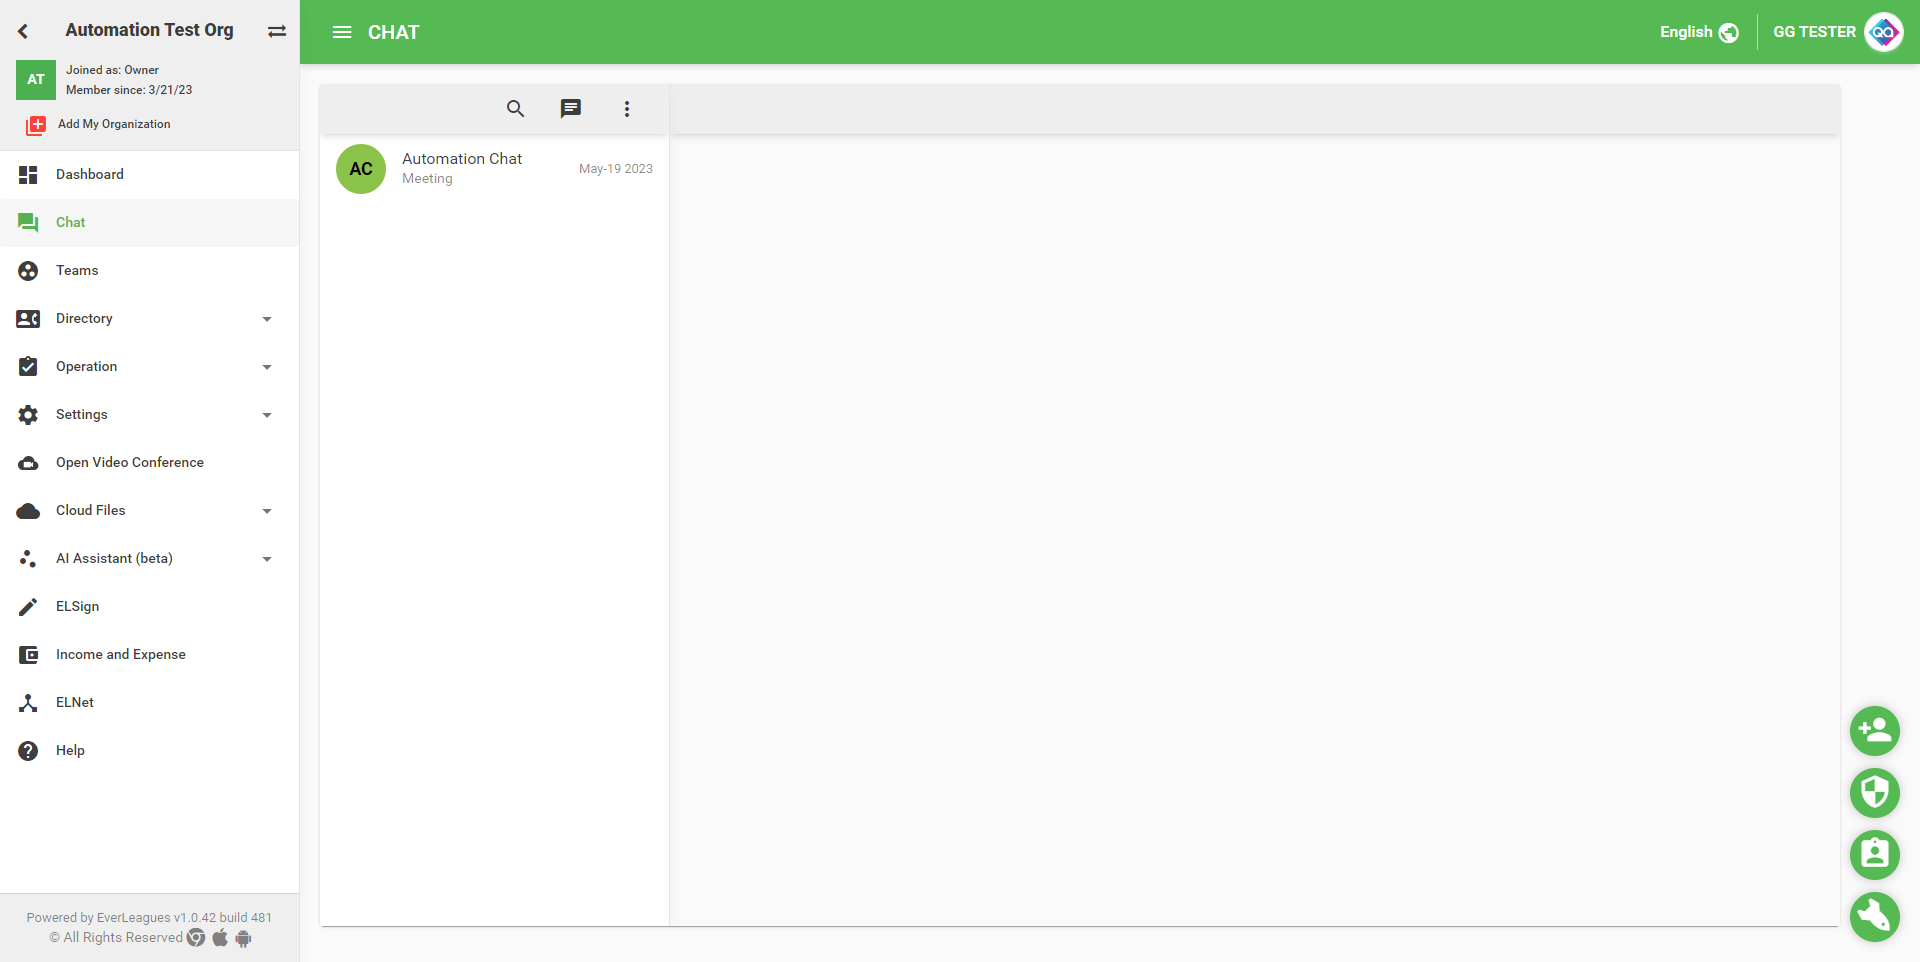 Automation Test Org
AT
Joined as: Owner
Member since: 3/21/23
Add My Organization
Dashboard
Chat
Teams
Directory
Operation
Settings
Open Video Conference
Cloud Files
AI Assistant (beta)
ELSign
Income and Expense
ELNet
Help
Powered by EverLeagues v1.0.42 build 481
© All Rights Reserved
CHAT
English
GG TESTER
QA
AC
Automation Chat
Meeting
May-19 2023